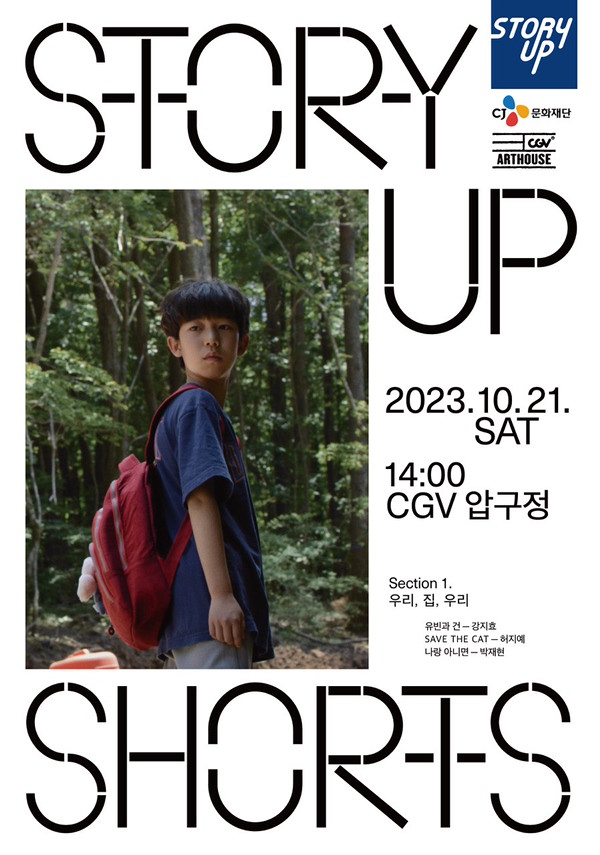 STORY
STORY
UP
CJ 문화재단
CGV
ARTHOUSE
UP
2023.10.21.
SAT
14:00
CGV 압구정
Section 1.
우리, 집, 우리
유빈과 건 — 강지효
SAVE THE CAT — 허지예
나랑 아니면 — 박재현
SHORTS